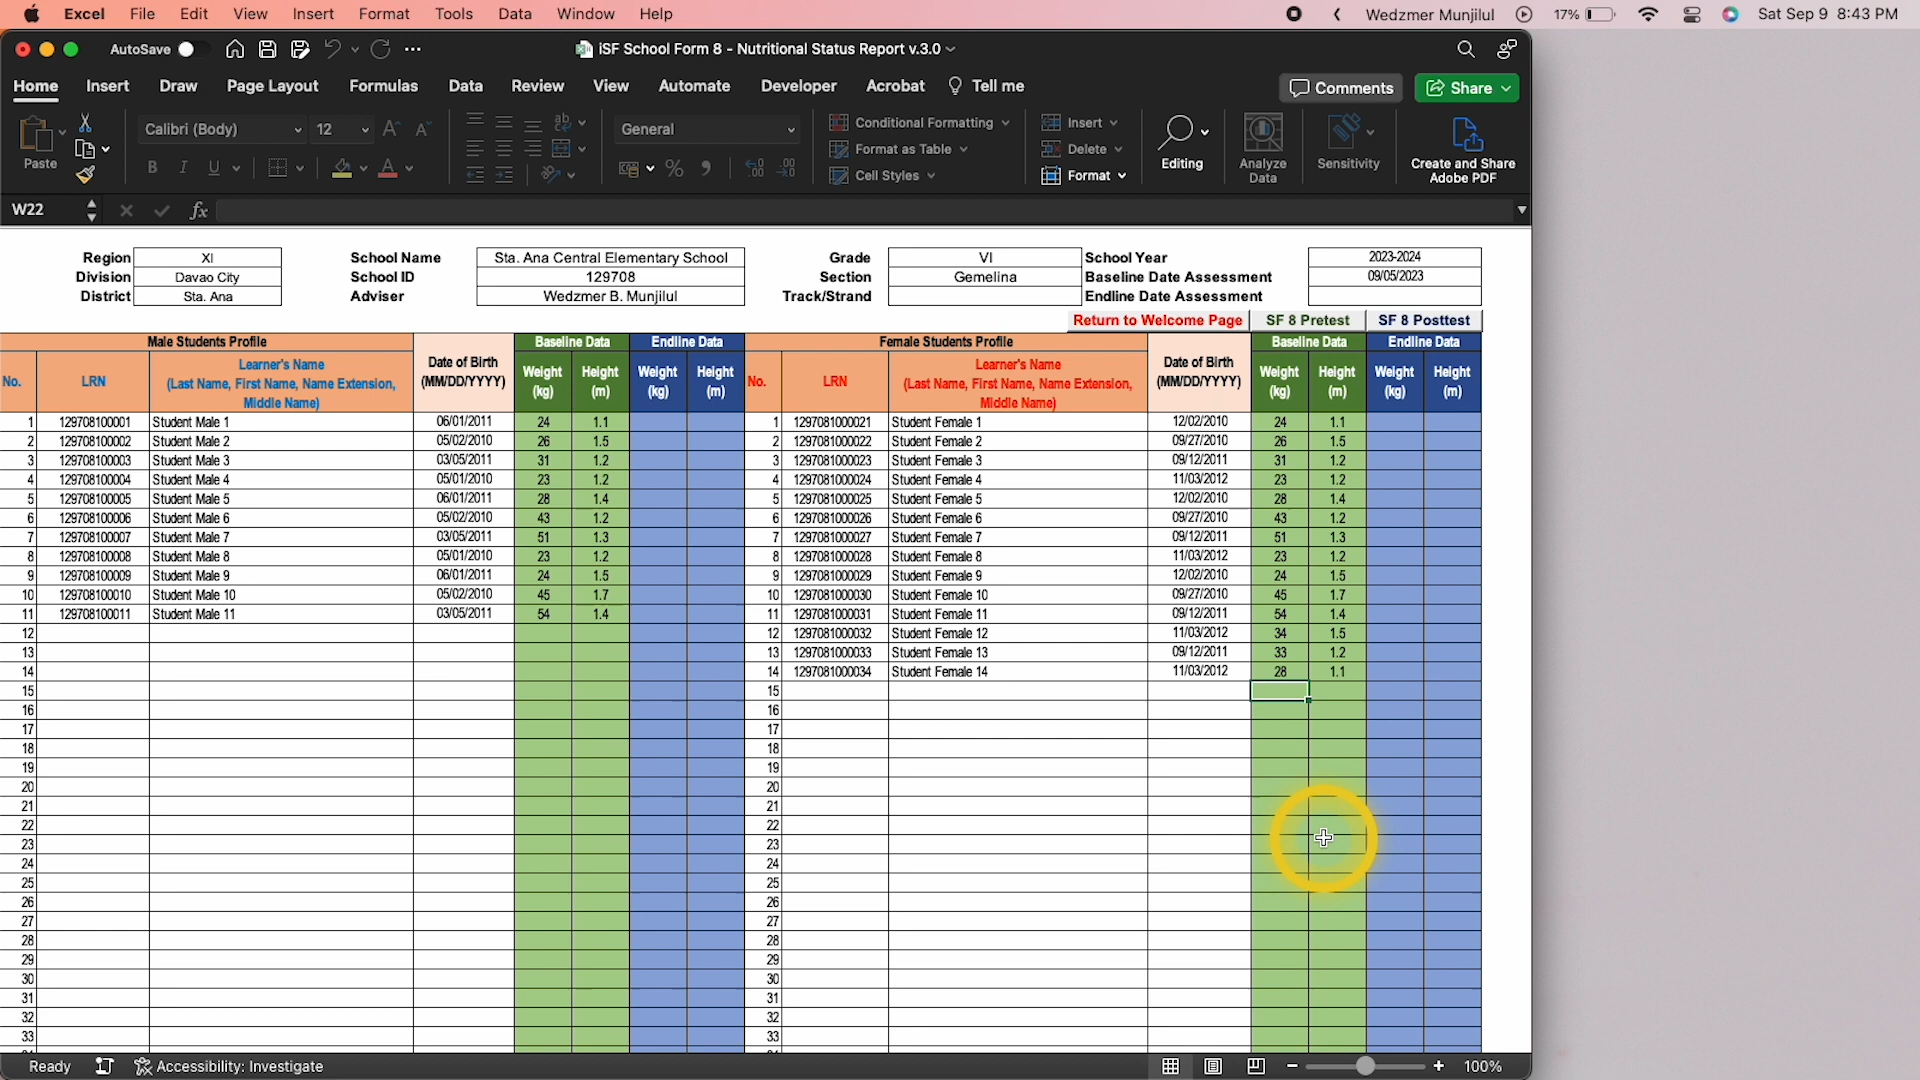 Excel File Edit View Insert Format Tools Data Window Help Wedzmer Munjilul 17% Sat Sep 9 8:43 PM
AutoSave iSF School Form 8 - Nutritional Status Report v.3.0
Home Insert Draw Page Layout Formulas Data Review View Automate Developer Acrobat Tell me Comments Share
Calibri (Body) 12 General Conditional Formatting Insert
Format as Table Delete
Paste Cell Styles Format Editing Analyze Data Sensitivity Create and Share Adobe PDF
W22 fx
Region XI School Name Sta. Ana Central Elementary School Grade VI School Year 2023-2024
Division Davao City School ID 129708 Section Gemelina Baseline Date Assessment 09/05/2023
District Sta. Ana Adviser Wedzmer B. Munjilul Track/Strand Endline Date Assessment
Return to Welcome Page SF 8 Pretest SF 8 Posttest
Male Students Profile Baseline Data Endline Data Female Students Profile Baseline Data Endline Data
No. LRN Learner's Name (Last Name, First Name, Name Extension, Middle Name) Date of Birth (MM/DD/YYYY) Weight (kg) Height (m) Weight (kg) Height (m) No. LRN Learner's Name (Last Name, First Name, Name Extension, Middle Name) Date of Birth (MM/DD/YYYY) Weight (kg) Height (m) Weight (kg) Height (m)
1 129708100001 Student Male 1 06/01/2011 24 1.1 1 1297081000021 Student Female 1 12/02/2010 24 1.1
2 129708100002 Student Male 2 05/02/2010 26 1.5 2 1297081000022 Student Female 2 09/27/2010 26 1.5
3 129708100003 Student Male 3 03/05/2011 31 1.2 3 1297081000023 Student Female 3 09/12/2011 31 1.2
4 129708100004 Student Male 4 05/01/2010 23 1.2 4 1297081000024 Student Female 4 11/03/2012 23 1.2
5 129708100005 Student Male 5 06/01/2011 28 1.4 5 1297081000025 Student Female 5 12/02/2010 28 1.4
6 129708100006 Student Male 6 05/02/2010 43 1.2 6 1297081000026 Student Female 6 09/27/2010 43 1.2
7 129708100007 Student Male 7 03/05/2011 51 1.3 7 1297081000027 Student Female 7 09/12/2011 51 1.3
8 129708100008 Student Male 8 05/01/2010 23 1.2 8 1297081000028 Student Female 8 11/03/2012 23 1.2
9 129708100009 Student Male 9 06/01/2011 24 1.5 9 1297081000029 Student Female 9 12/02/2010 24 1.5
10 129708100010 Student Male 10 05/02/2010 45 1.7 10 1297081000030 Student Female 10 09/27/2010 45 1.7
11 129708100011 Student Male 11 03/05/2011 54 1.4 11 1297081000031 Student Female 11 09/12/2011 54 1.4
12 12 1297081000032 Student Female 12 11/03/2012 34 1.5
13 13 1297081000033 Student Female 13 09/12/2011 33 1.2
14 14 1297081000034 Student Female 14 11/03/2012 28 1.1
15 15
16 16
17 17
18 18
19 19
20 20
21 21
22 22
23 23
24 24
25 25
26 26
27 27
28 28
29 29
30 30
31 31
32 32
33 33
Ready Accessibility: Investigate 100%